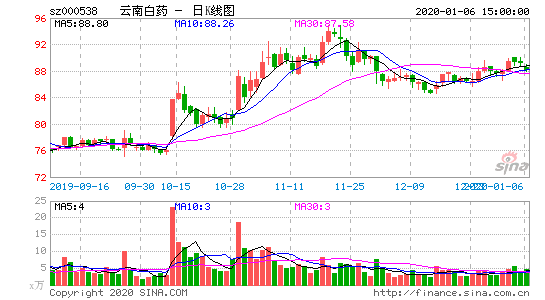 sz000538 云南白药 - 日K线图 2020-01-06 15:00:00
MA5:88.80 MA10:88.26 MA30:87.58
96
92
88
84
80
76
72
sina
2019-09-16 09-30 10-15 10-28 11-11 11-25 12-09 2020-01-06
MA5:4 MA10:3 MA30:3
25
20
15
10
5
x万
Copyright 2020 SINA.COM http://finance.sina.com.cn